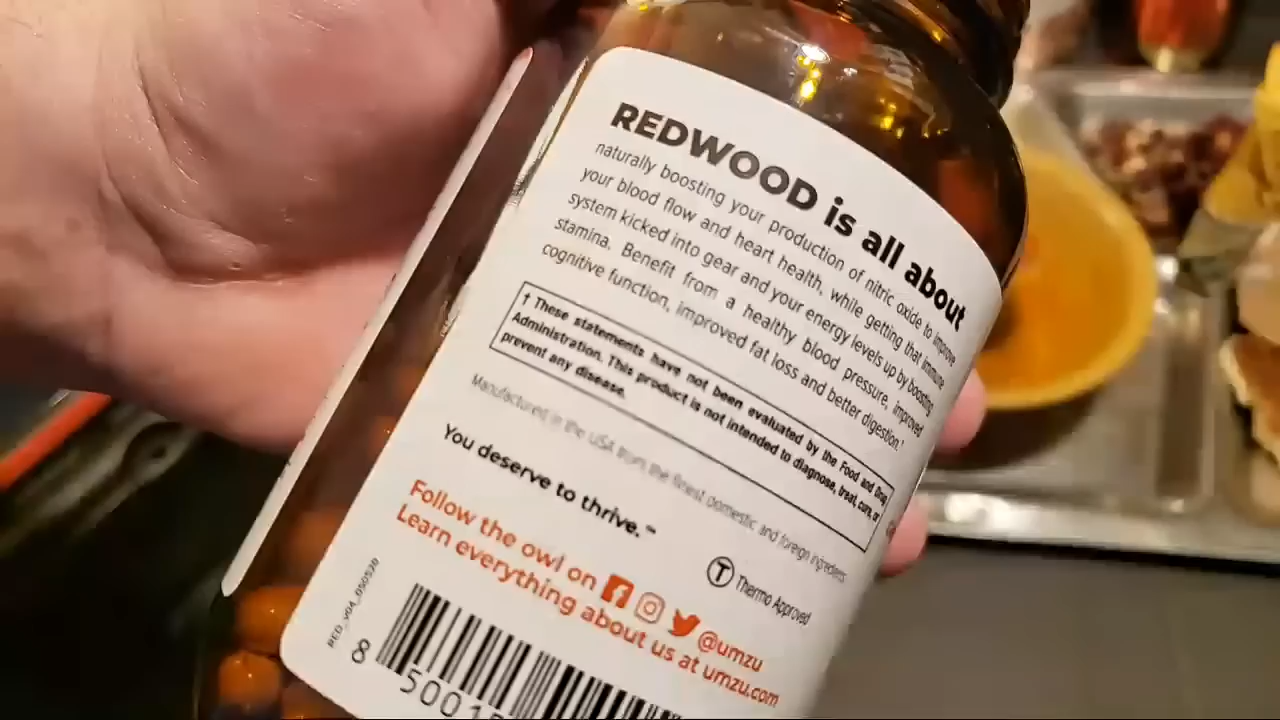 REDWOOD is all about
naturally boosting your production of nitric oxide to improve
your blood flow and heart health, while getting that immune
system kicked into gear and your energy levels up by boosting
stamina. Benefit from a healthy blood pressure, improved
cognitive function, improved fat loss and better digestion.†
† These statements have not been evaluated by the Food and Drug
Administration. This product is not intended to diagnose, treat, cure, or
prevent any disease.
Manufactured in the USA from the finest domestic and foreign ingredients
You deserve to thrive.™
T Thermo Approved
Follow the owl on @umzu
Learn everything about us at umzu.com
RED_v04_050520
8 5001